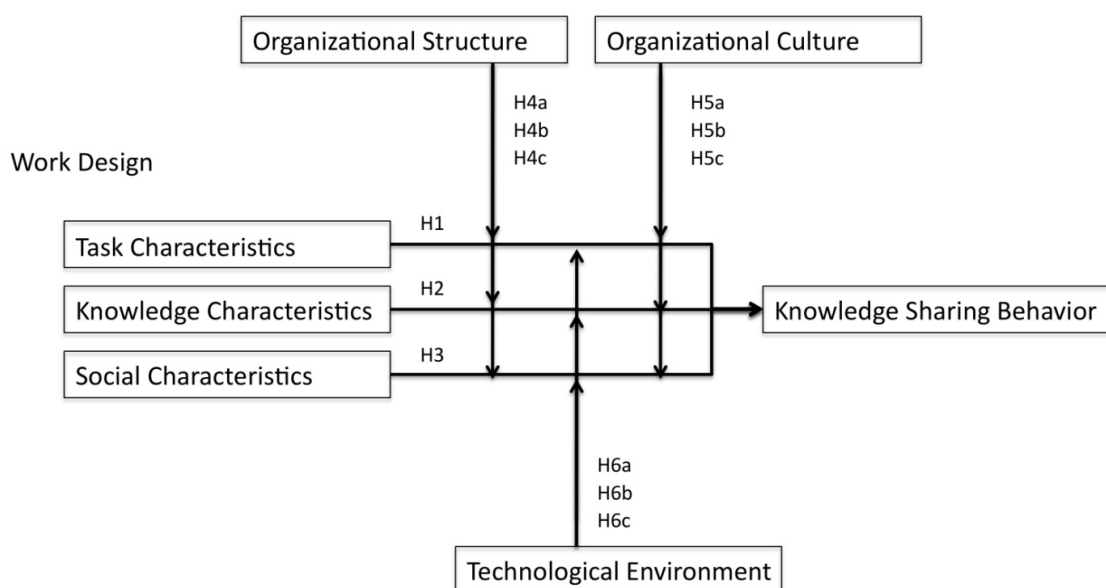 Organizational Structure
Organizational Culture
H4a
H4b
H4c
H5a
H5b
H5c
Work Design
H1
Task Characteristics
H2
Knowledge Characteristics
Knowledge Sharing Behavior
H3
Social Characteristics
H6a
H6b
H6c
Technological Environment